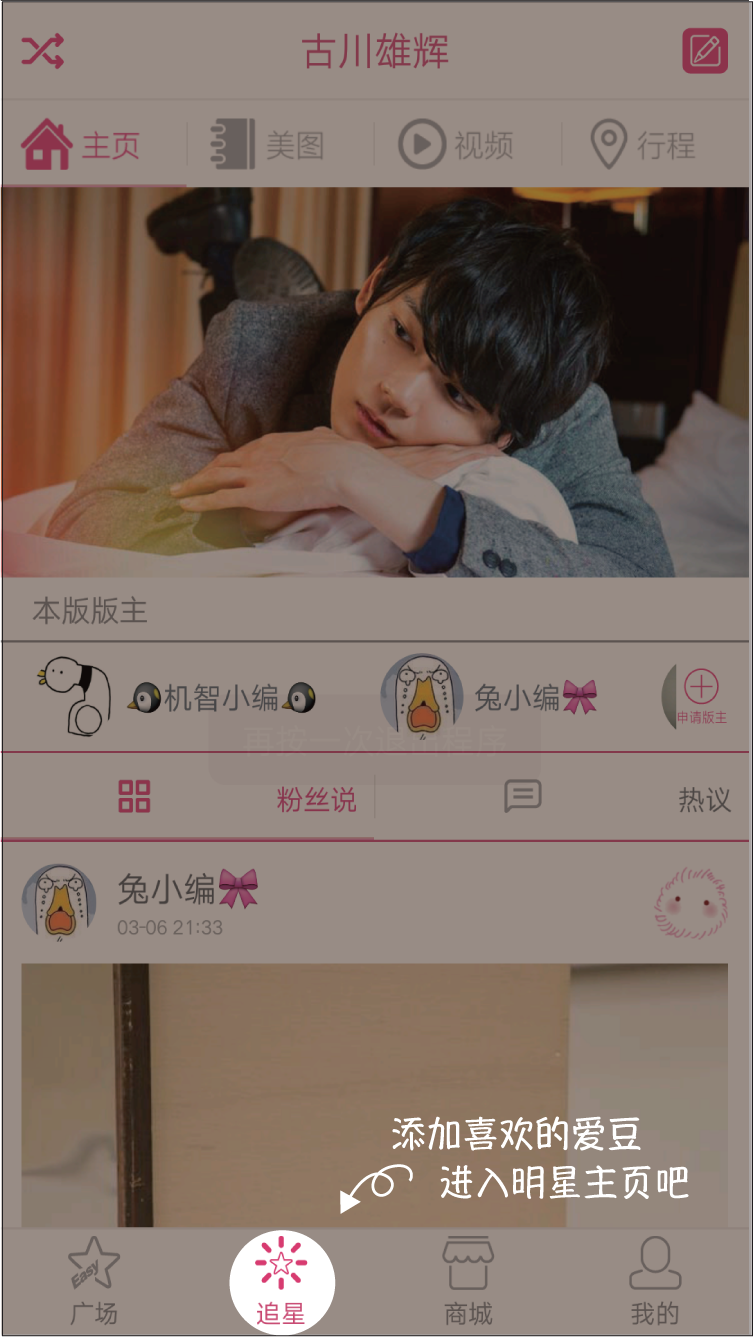 古川雄辉
主页
美图
视频
行程
本版版主
机智小编
兔小编
申请版主
再按一次退出程序
粉丝说
热议
兔小编
03-06 21:33
添加喜欢的爱豆
进入明星主页吧
Easy
广场
追星
商城
我的